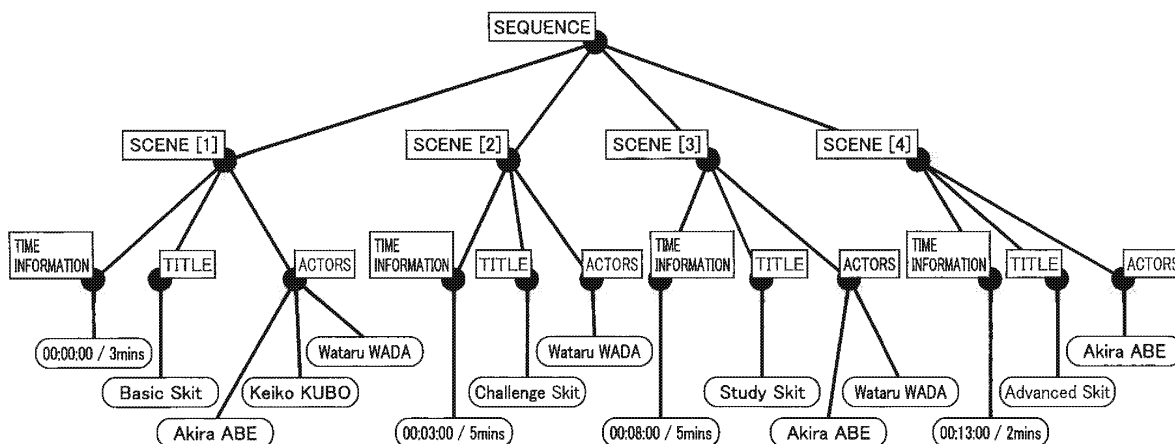 SEQUENCE
SCENE [1]
SCENE [2]
SCENE [3]
SCENE [4]
TIME
INFORMATION
TITLE
ACTORS
TIME
INFORMATION
TITLE
ACTORS
TIME
INFORMATION
TITLE
ACTORS
TIME
INFORMATION
TITLE
ACTORS
00:00:00 / 3mins
Wataru WADA
Wataru WADA
Akira ABE
Basic Skit
Keiko KUBO
Challenge Skit
Study Skit
Wataru WADA
Advanced Skit
Akira ABE
00:03:00 / 5mins
00:08:00 / 5mins
Akira ABE
00:13:00 / 2mins